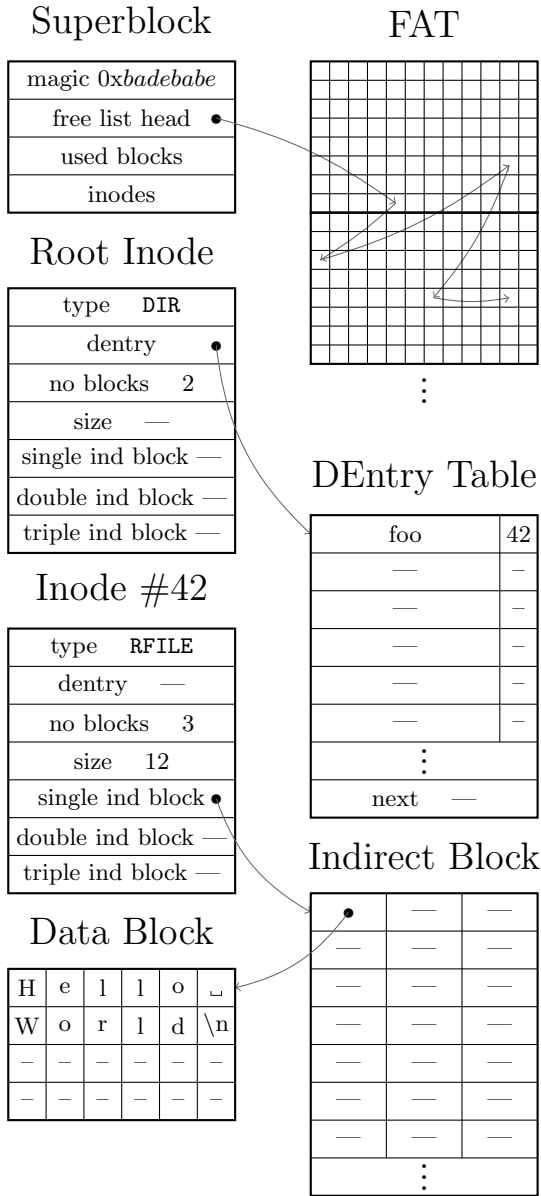 Superblock
magic 0xbadebabe
free list head
used blocks
inodes
FAT
⋮
Root Inode
type DIR
dentry
no blocks 2
size —
single ind block —
double ind block —
triple ind block —
DEntry Table
foo 42
— –
— –
— –
— –
— –
⋮
next —
Inode #42
type RFILE
dentry —
no blocks 3
size 12
single ind block
double ind block —
triple ind block —
Indirect Block
— —
— — —
— — —
— — —
— — —
— — —
— — —
⋮
Data Block
H e l l o ␣
W o r l d \n
– – – – – –
– – – – – –